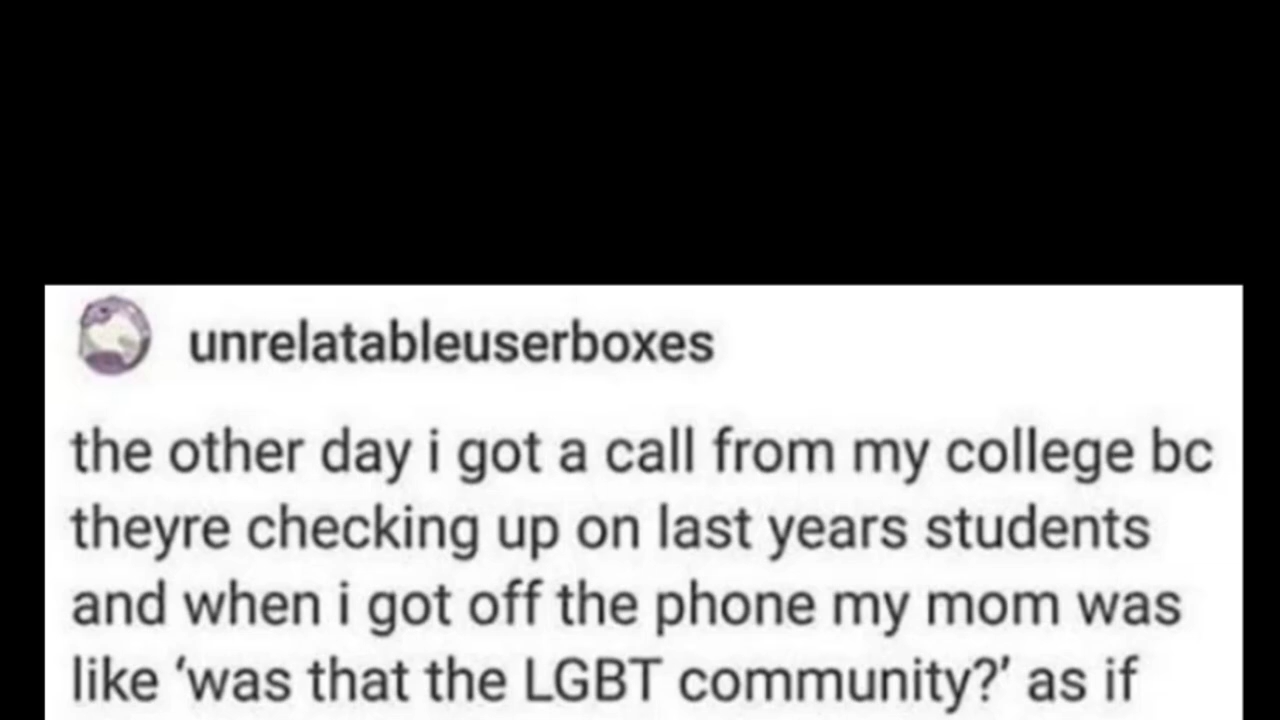 unrelatableuserboxes
the other day i got a call from my college bc
theyre checking up on last years students
and when i got off the phone my mom was
like ‘was that the LGBT community?’ as if